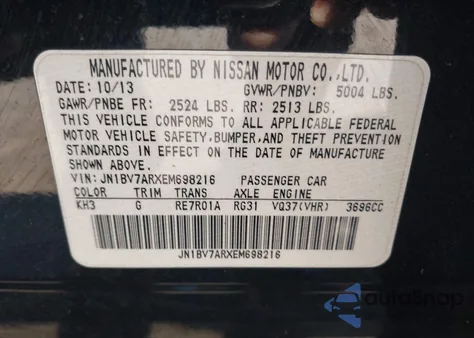 MANUFACTURED BY NISSAN MOTOR CO.,LTD.
DATE: 10/13 GVWR/PNBV: 5004 LBS.
GAWR/PNBE FR: 2524 LBS. RR: 2513 LBS.
THIS VEHICLE CONFORMS TO ALL APPLICABLE FEDERAL
MOTOR VEHICLE SAFETY,BUMPER,AND THEFT PREVENTION
STANDARDS IN EFFECT ON THE DATE OF MANUFACTURE
SHOWN ABOVE.
VIN: JN1BV7ARXEM698216 PASSENGER CAR
COLOR TRIM TRANS AXLE ENGINE
KH3 G RE7R01A RG31 VQ37(VHR) 3696CC
JN1BV7ARXEM698216
AutoSnap